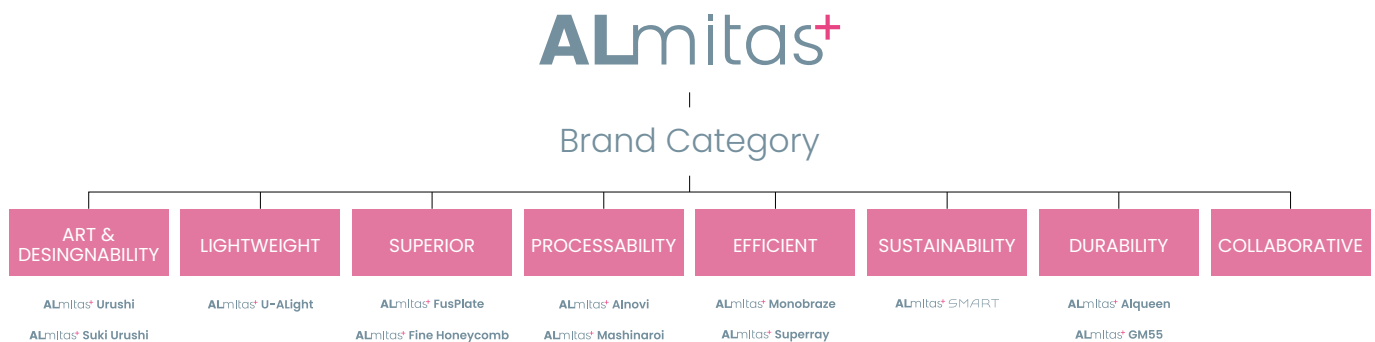 ALmitas+
Brand Category
ART &
DESINGNABILITY
LIGHTWEIGHT
SUPERIOR
PROCESSABILITY
EFFICIENT
SUSTAINABILITY
DURABILITY
COLLABORATIVE
ALmitas+ Urushi
ALmitas+ U-ALight
ALmitas+ FusPlate
ALmitas+ Alnovi
ALmitas+ Monobraze
ALmitas+ SMART
ALmitas+ Alqueen
ALmitas+ Suki Urushi
ALmitas+ Fine Honeycomb
ALmitas+ Mashinaroi
ALmitas+ Superray
ALmitas+ GM55